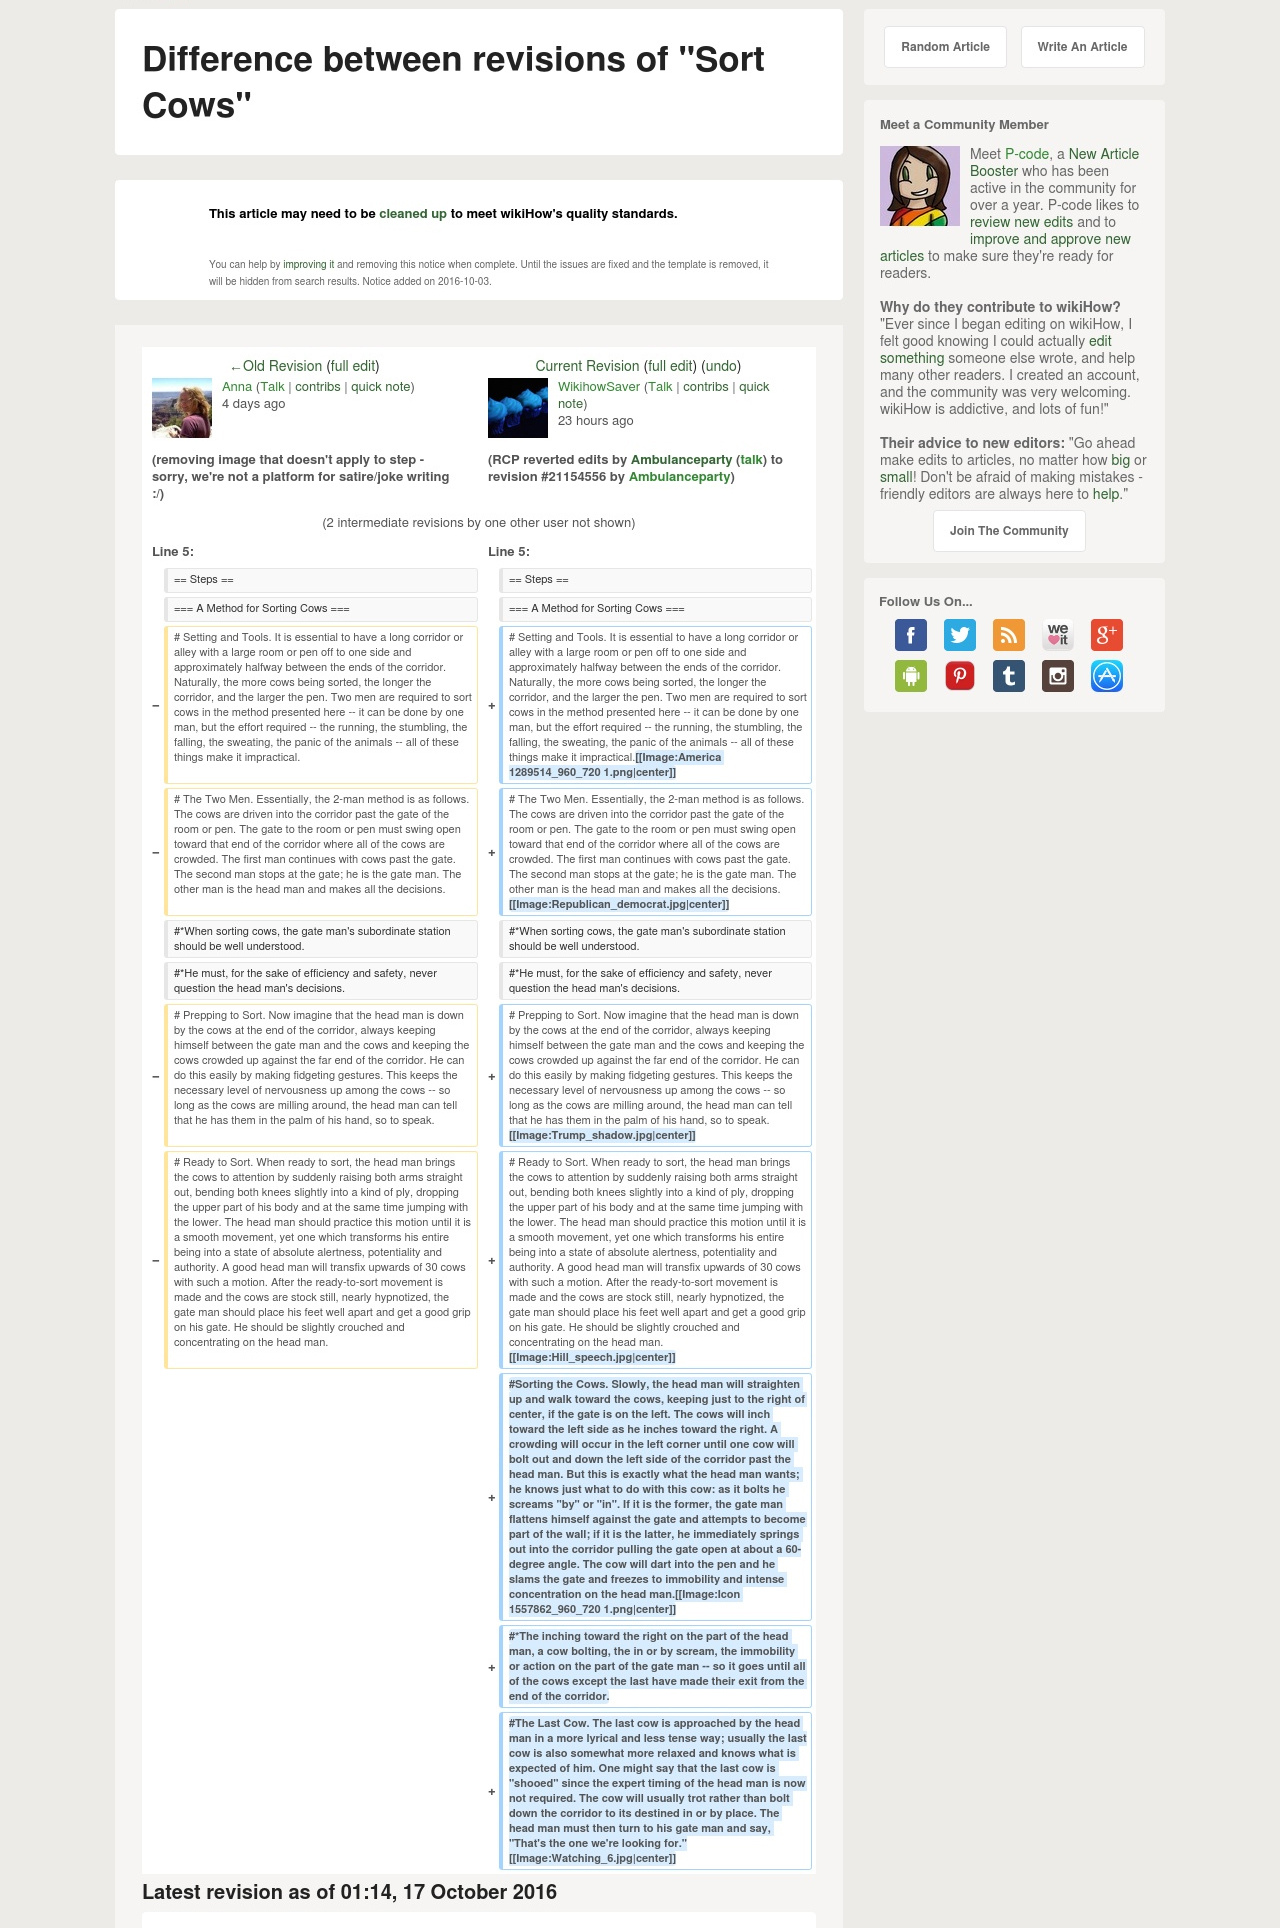 Difference between revisions of "Sort
Cows"
This article may need to be cleaned up to meet wikiHow's quality standards.
You can help by improving it and removing this notice when complete. Until the issues are fixed and the template is removed, it
will be hidden from search results. Notice added on 2016-10-03.
←Old Revision (full edit)
Anna (Talk | contribs | quick note)
4 days ago
(removing image that doesn't apply to step -
sorry, we're not a platform for satire/joke writing
:/)
Current Revision (full edit) (undo)
WikihowSaver (Talk | contribs | quick
note)
23 hours ago
(RCP reverted edits by Ambulanceparty (talk) to
revision #21154556 by Ambulanceparty)
(2 intermediate revisions by one other user not shown)
Line 5:
Line 5:
== Steps ==
== Steps ==
=== A Method for Sorting Cows ===
=== A Method for Sorting Cows ===
−
# Setting and Tools. It is essential to have a long corridor or
alley with a large room or pen off to one side and
approximately halfway between the ends of the corridor.
Naturally, the more cows being sorted, the longer the
corridor, and the larger the pen. Two men are required to sort
cows in the method presented here -- it can be done by one
man, but the effort required -- the running, the stumbling, the
falling, the sweating, the panic of the animals -- all of these
things make it impractical.
+
# Setting and Tools. It is essential to have a long corridor or
alley with a large room or pen off to one side and
approximately halfway between the ends of the corridor.
Naturally, the more cows being sorted, the longer the
corridor, and the larger the pen. Two men are required to sort
cows in the method presented here -- it can be done by one
man, but the effort required -- the running, the stumbling, the
falling, the sweating, the panic of the animals -- all of these
things make it impractical.[[Image:America
1289514_960_720 1.png|center]]
−
# The Two Men. Essentially, the 2-man method is as follows.
The cows are driven into the corridor past the gate of the
room or pen. The gate to the room or pen must swing open
toward that end of the corridor where all of the cows are
crowded. The first man continues with cows past the gate.
The second man stops at the gate; he is the gate man. The
other man is the head man and makes all the decisions.
+
# The Two Men. Essentially, the 2-man method is as follows.
The cows are driven into the corridor past the gate of the
room or pen. The gate to the room or pen must swing open
toward that end of the corridor where all of the cows are
crowded. The first man continues with cows past the gate.
The second man stops at the gate; he is the gate man. The
other man is the head man and makes all the decisions.
[[Image:Republican_democrat.jpg|center]]
#*When sorting cows, the gate man's subordinate station
should be well understood.
#*When sorting cows, the gate man's subordinate station
should be well understood.
#*He must, for the sake of efficiency and safety, never
question the head man's decisions.
#*He must, for the sake of efficiency and safety, never
question the head man's decisions.
−
# Prepping to Sort. Now imagine that the head man is down
by the cows at the end of the corridor, always keeping
himself between the gate man and the cows and keeping the
cows crowded up against the far end of the corridor. He can
do this easily by making fidgeting gestures. This keeps the
necessary level of nervousness up among the cows -- so
long as the cows are milling around, the head man can tell
that he has them in the palm of his hand, so to speak.
+
# Prepping to Sort. Now imagine that the head man is down
by the cows at the end of the corridor, always keeping
himself between the gate man and the cows and keeping the
cows crowded up against the far end of the corridor. He can
do this easily by making fidgeting gestures. This keeps the
necessary level of nervousness up among the cows -- so
long as the cows are milling around, the head man can tell
that he has them in the palm of his hand, so to speak.
[[Image:Trump_shadow.jpg|center]]
−
# Ready to Sort. When ready to sort, the head man brings
the cows to attention by suddenly raising both arms straight
out, bending both knees slightly into a kind of ply, dropping
the upper part of his body and at the same time jumping with
the lower. The head man should practice this motion until it is
a smooth movement, yet one which transforms his entire
being into a state of absolute alertness, potentiality and
authority. A good head man will transfix upwards of 30 cows
with such a motion. After the ready-to-sort movement is
made and the cows are stock still, nearly hypnotized, the
gate man should place his feet well apart and get a good grip
on his gate. He should be slightly crouched and
concentrating on the head man.
+
# Ready to Sort. When ready to sort, the head man brings
the cows to attention by suddenly raising both arms straight
out, bending both knees slightly into a kind of ply, dropping
the upper part of his body and at the same time jumping with
the lower. The head man should practice this motion until it is
a smooth movement, yet one which transforms his entire
being into a state of absolute alertness, potentiality and
authority. A good head man will transfix upwards of 30 cows
with such a motion. After the ready-to-sort movement is
made and the cows are stock still, nearly hypnotized, the
gate man should place his feet well apart and get a good grip
on his gate. He should be slightly crouched and
concentrating on the head man.
[[Image:Hill_speech.jpg|center]]
+
#Sorting the Cows. Slowly, the head man will straighten
up and walk toward the cows, keeping just to the right of
center, if the gate is on the left. The cows will inch
toward the left side as he inches toward the right. A
crowding will occur in the left corner until one cow will
bolt out and down the left side of the corridor past the
head man. But this is exactly what the head man wants;
he knows just what to do with this cow: as it bolts he
screams "by" or "in". If it is the former, the gate man
flattens himself against the gate and attempts to become
part of the wall; if it is the latter, he immediately springs
out into the corridor pulling the gate open at about a 60-
degree angle. The cow will dart into the pen and he
slams the gate and freezes to immobility and intense
concentration on the head man.[[Image:Icon
1557862_960_720 1.png|center]]
+
#*The inching toward the right on the part of the head
man, a cow bolting, the in or by scream, the immobility
or action on the part of the gate man -- so it goes until all
of the cows except the last have made their exit from the
end of the corridor.
+
#The Last Cow. The last cow is approached by the head
man in a more lyrical and less tense way; usually the last
cow is also somewhat more relaxed and knows what is
expected of him. One might say that the last cow is
"shooed" since the expert timing of the head man is now
not required. The cow will usually trot rather than bolt
down the corridor to its destined in or by place. The
head man must then turn to his gate man and say,
"That's the one we're looking for."
[[Image:Watching_6.jpg|center]]
Latest revision as of 01:14, 17 October 2016
Random Article
Write An Article
Meet a Community Member
Meet P-code, a New Article
Booster who has been
active in the community for
over a year. P-code likes to
review new edits and to
improve and approve new
articles to make sure they're ready for
readers.
Why do they contribute to wikiHow?
"Ever since I began editing on wikiHow, I
felt good knowing I could actually edit
something someone else wrote, and help
many other readers. I created an account,
and the community was very welcoming.
wikiHow is addictive, and lots of fun!"
Their advice to new editors: "Go ahead
make edits to articles, no matter how big or
small! Don't be afraid of making mistakes -
friendly editors are always here to help."
Join The Community
Follow Us On...
f
we
it
g+
t